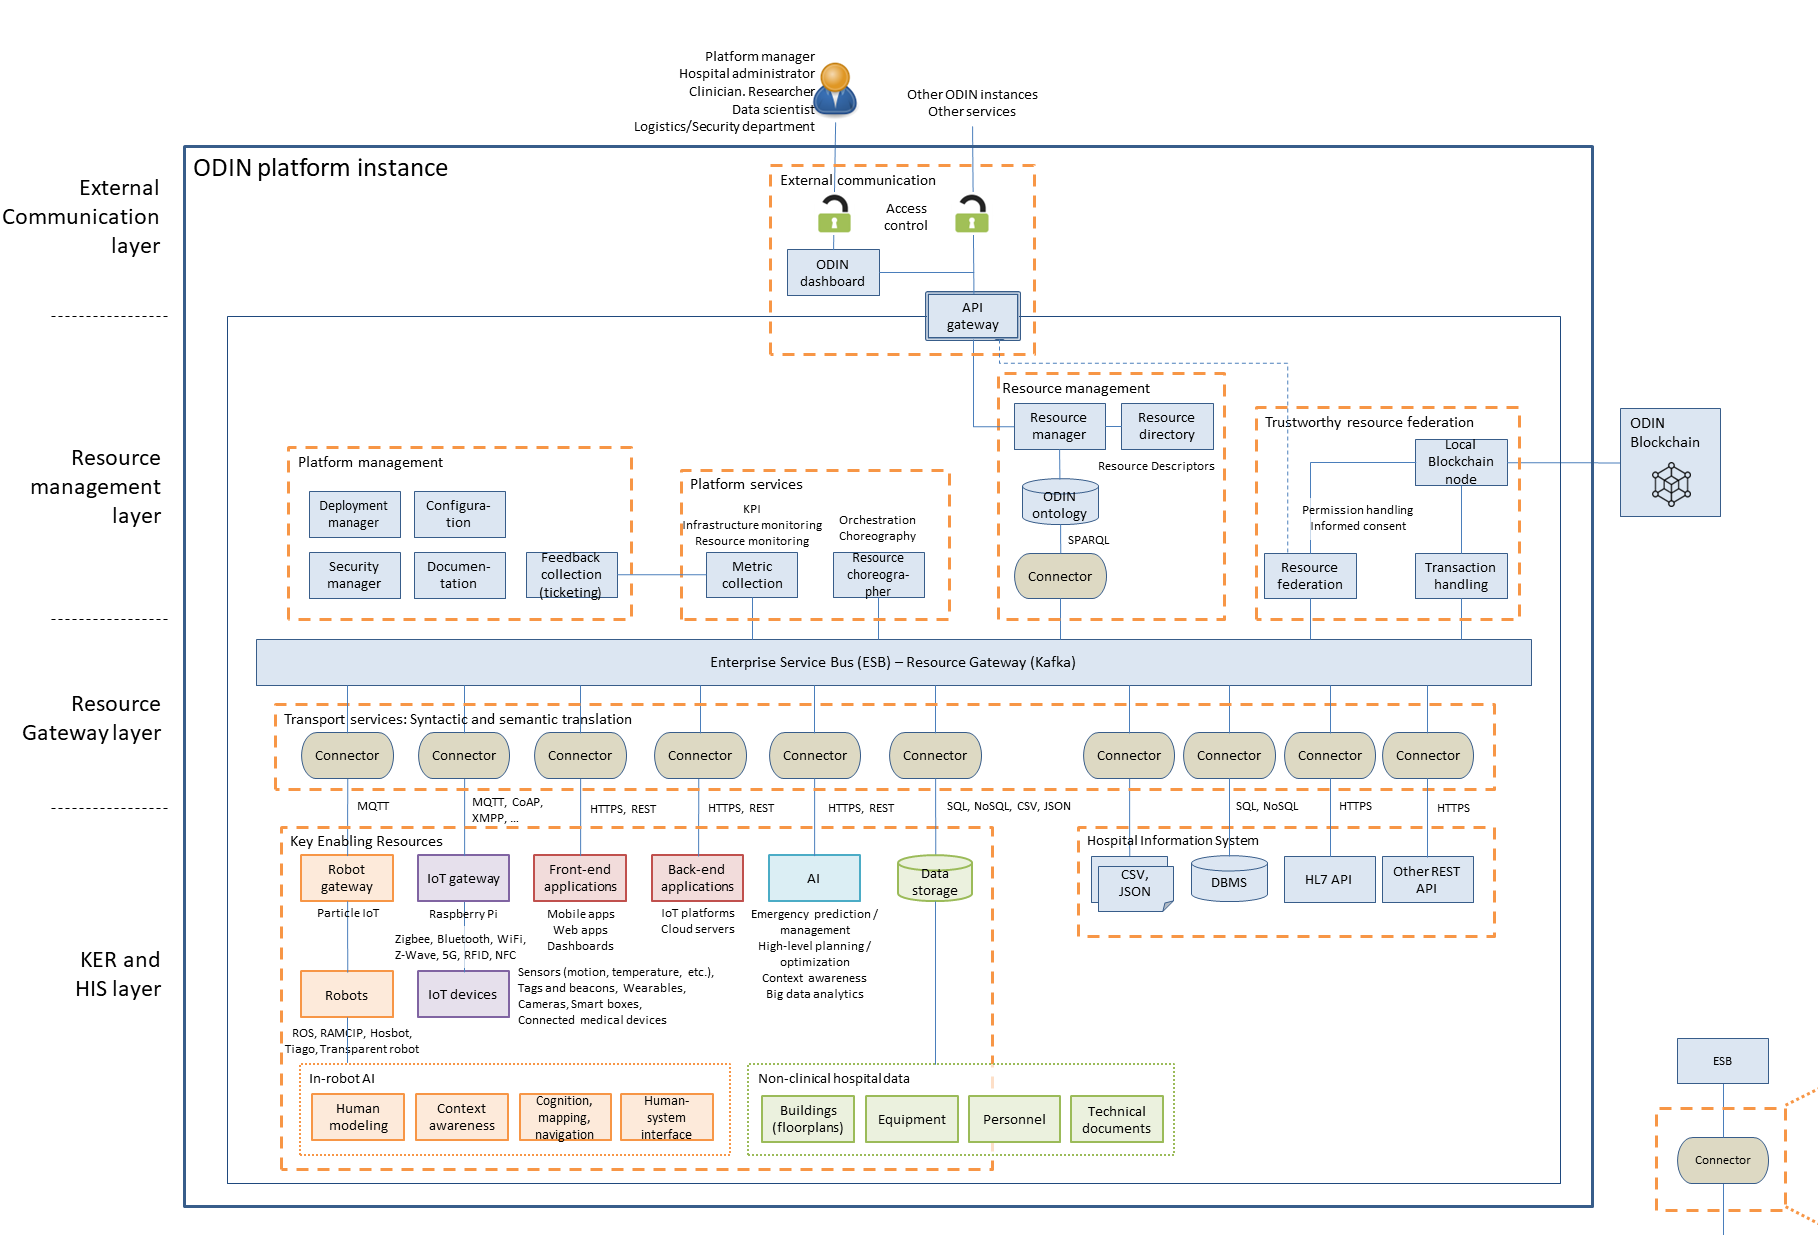 Platform manager
Hospital administrator
Clinician. Researcher
Data scientist
Logistics/Security department
Other ODIN instances
Other services
ODIN platform instance
External
Communication
layer
External communication
Access
control
ODIN
dashboard
API
gateway
Resource
management
layer
Resource management
Resource
manager
Resource
directory
Resource Descriptors
ODIN
ontology
SPARQL
Connector
Trustworthy resource federation
Local
Blockchain
node
Permission handling
Informed consent
Resource
federation
Transaction
handling
ODIN
Blockchain
Platform management
Deployment
manager
Configura-
tion
Security
manager
Documen-
tation
Feedback
collection
(ticketing)
Platform services
KPI
Infrastructure monitoring
Resource monitoring
Orchestration
Choreography
Metric
collection
Resource
choreogra-
pher
Enterprise Service Bus (ESB) – Resource Gateway (Kafka)
Resource
Gateway layer
Transport services: Syntactic and semantic translation
Connector
Connector
Connector
Connector
Connector
Connector
Connector
Connector
Connector
Connector
MQTT
MQTT, CoAP,
XMPP, ...
HTTPS, REST
HTTPS, REST
HTTPS, REST
SQL, NoSQL, CSV, JSON
SQL, NoSQL
HTTPS
HTTPS
KER and
HIS layer
Key Enabling Resources
Robot
gateway
IoT gateway
Front-end
applications
Back-end
applications
AI
Data
storage
Particle IoT
Raspberry Pi
Mobile apps
Web apps
Dashboards
IoT platforms
Cloud servers
Emergency prediction /
management
High-level planning /
optimization
Context awareness
Big data analytics
Zigbee, Bluetooth, WiFi,
Z-Wave, 5G, RFID, NFC
Robots
IoT devices
Sensors (motion, temperature, etc.),
Tags and beacons, Wearables,
Cameras, Smart boxes,
Connected medical devices
ROS, RAMCIP, Hosbot,
Tiago, Transparent robot
Hospital Information System
CSV,
JSON
DBMS
HL7 API
Other REST
API
In-robot AI
Human
modeling
Context
awareness
Cognition,
mapping,
navigation
Human-
system
interface
Non-clinical hospital data
Buildings
(floorplans)
Equipment
Personnel
Technical
documents
ESB
Connector